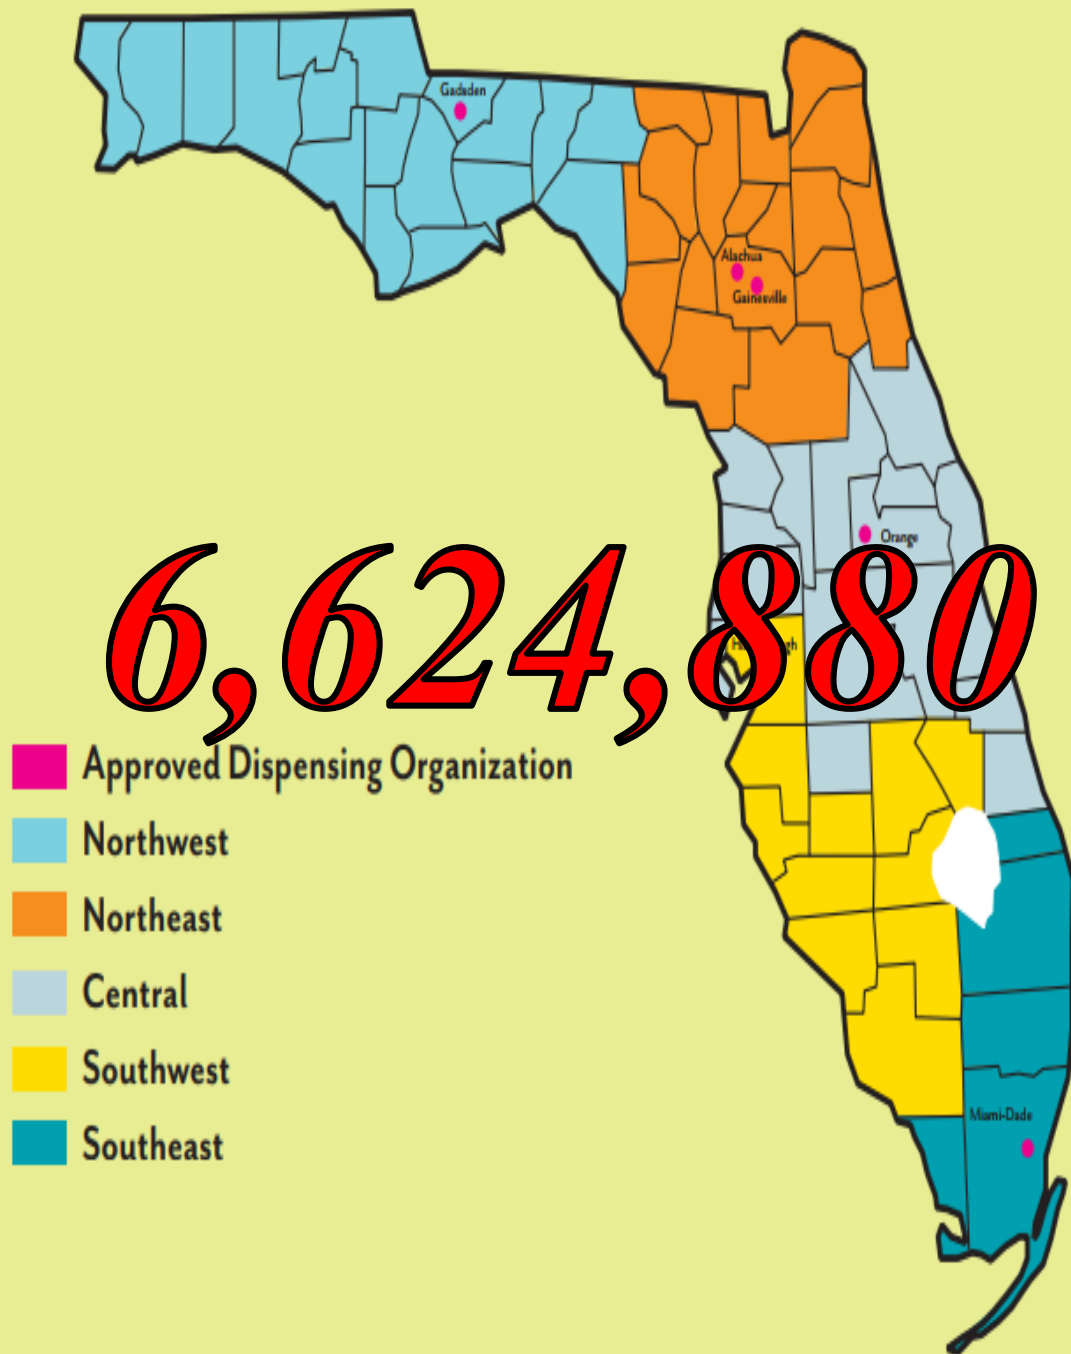 Gadsden
Alachua
Gainesville
Orange
6,624,880
Approved Dispensing Organization
Northwest
Northeast
Central
Southwest
Southeast
Miami-Dade